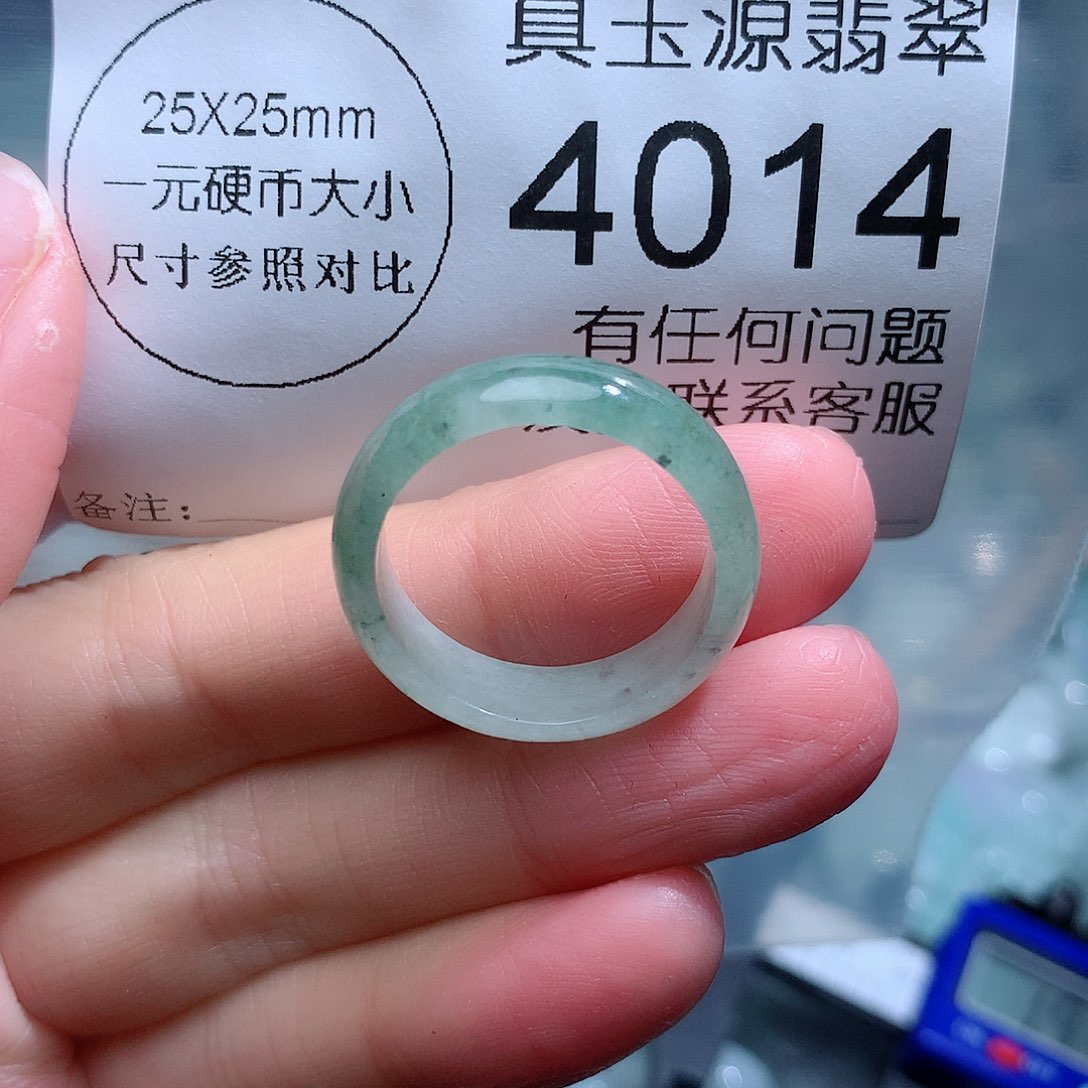 真玉源翡翠
25X25mm
一元硬币大小
尺寸参照对比
4014
有任何问题
联系客服
备注: